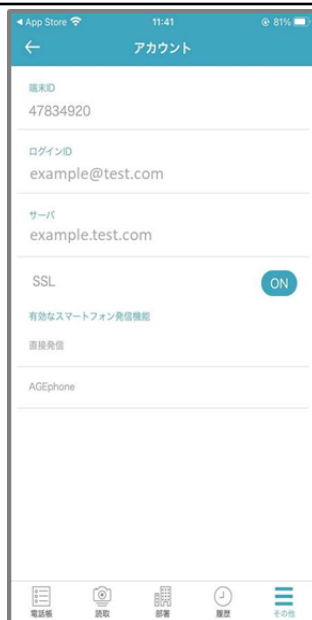 ◀ App Store 11:41 81%
← アカウント
端末ID
47834920
ログインID
example@test.com
サーバ
example.test.com
SSL ON
有効なスマートフォン発信機能
直接発信
AGEphone
電話帳 読取 部署 履歴 その他